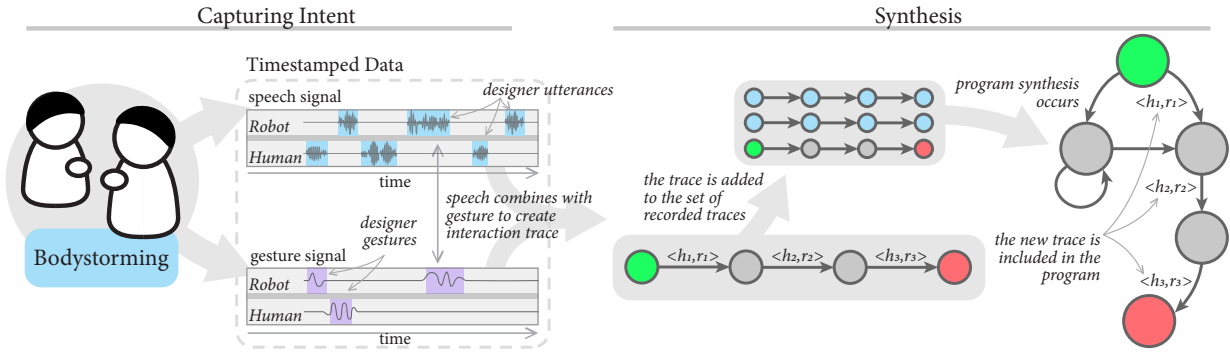 Capturing Intent
Synthesis
Bodystorming
Timestamped Data
speech signal
designer utterances
Robot
Human
time
speech combines with
gesture to create
interaction trace
designer
gestures
gesture signal
Robot
Human
time
the trace is added
to the set of
recorded traces
<h₁,r₁>
<h₂,r₂>
<h₃,r₃>
program synthesis
occurs
<h₁,r₁>
<h₂,r₂>
the new trace is
included in the
program
<h₃,r₃>